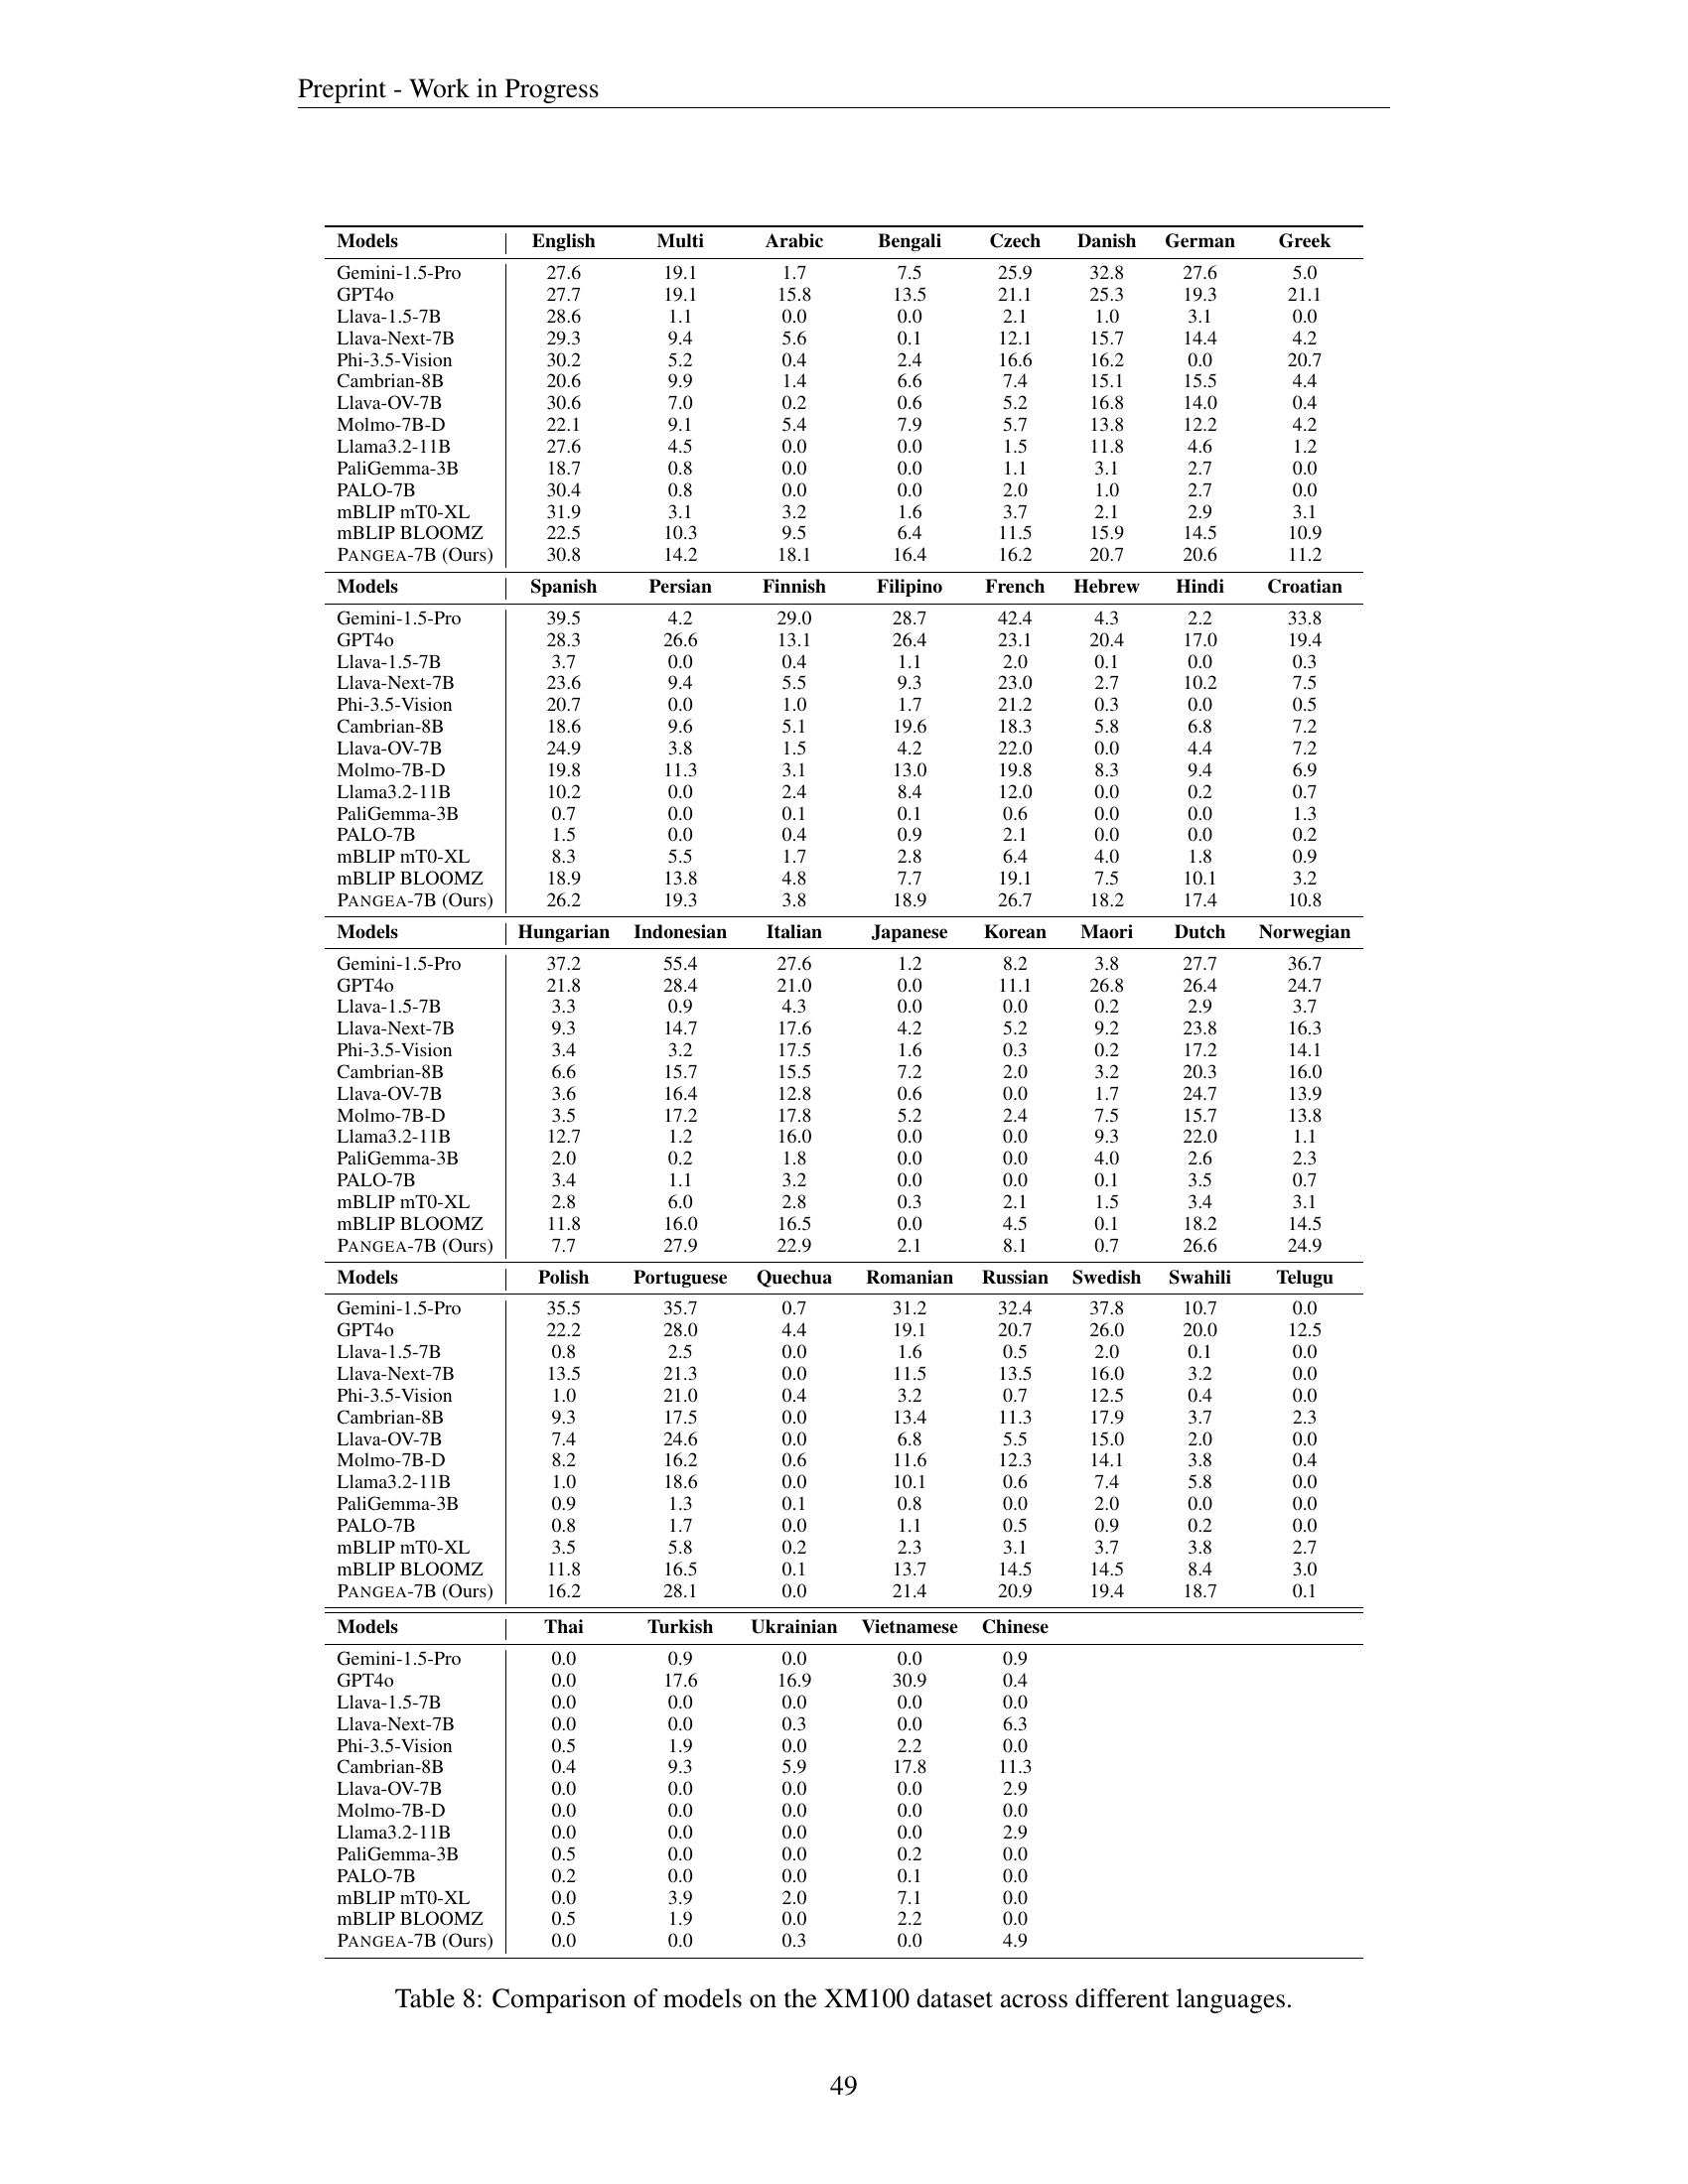 Preprint - Work in Progress
Models English Multi Arabic Bengali Czech Danish German Greek
Gemini-1.5-Pro 27.6 19.1 1.7 7.5 25.9 32.8 27.6 5.0
GPT4o 27.7 19.1 15.8 13.5 21.1 25.3 19.3 21.1
Llava-1.5-7B 28.6 1.1 0.0 0.0 2.1 1.0 3.1 0.0
Llava-Next-7B 29.3 9.4 5.6 0.1 12.1 15.7 14.4 4.2
Phi-3.5-Vision 30.2 5.2 0.4 2.4 16.6 16.2 0.0 20.7
Cambrian-8B 20.6 9.9 1.4 6.6 7.4 15.1 15.5 4.4
Llava-OV-7B 30.6 7.0 0.2 0.6 5.2 16.8 14.0 0.4
Molmo-7B-D 22.1 9.1 5.4 7.9 5.7 13.8 12.2 4.2
Llama3.2-11B 27.6 4.5 0.0 0.0 1.5 11.8 4.6 1.2
PaliGemma-3B 18.7 0.8 0.0 0.0 1.1 3.1 2.7 0.0
PALO-7B 30.4 0.8 0.0 0.0 2.0 1.0 2.7 0.0
mBLIP mT0-XL 31.9 3.1 3.2 1.6 3.7 2.1 2.9 3.1
mBLIP BLOOMZ 22.5 10.3 9.5 6.4 11.5 15.9 14.5 10.9
PANGEA-7B (Ours) 30.8 14.2 18.1 16.4 16.2 20.7 20.6 11.2
Models Spanish Persian Finnish Filipino French Hebrew Hindi Croatian
Gemini-1.5-Pro 39.5 4.2 29.0 28.7 42.4 4.3 2.2 33.8
GPT4o 28.3 26.6 13.1 26.4 23.1 20.4 17.0 19.4
Llava-1.5-7B 3.7 0.0 0.4 1.1 2.0 0.1 0.0 0.3
Llava-Next-7B 23.6 9.4 5.5 9.3 23.0 2.7 10.2 7.5
Phi-3.5-Vision 20.7 0.0 1.0 1.7 21.2 0.3 0.0 0.5
Cambrian-8B 18.6 9.6 5.1 19.6 18.3 5.8 6.8 7.2
Llava-OV-7B 24.9 3.8 1.5 4.2 22.0 0.0 4.4 7.2
Molmo-7B-D 19.8 11.3 3.1 13.0 19.8 8.3 9.4 6.9
Llama3.2-11B 10.2 0.0 2.4 8.4 12.0 0.0 0.2 0.7
PaliGemma-3B 0.7 0.0 0.1 0.1 0.6 0.0 0.0 1.3
PALO-7B 1.5 0.0 0.4 0.9 2.1 0.0 0.0 0.2
mBLIP mT0-XL 8.3 5.5 1.7 2.8 6.4 4.0 1.8 0.9
mBLIP BLOOMZ 18.9 13.8 4.8 7.7 19.1 7.5 10.1 3.2
PANGEA-7B (Ours) 26.2 19.3 3.8 18.9 26.7 18.2 17.4 10.8
Models Hungarian Indonesian Italian Japanese Korean Maori Dutch Norwegian
Gemini-1.5-Pro 37.2 55.4 27.6 1.2 8.2 3.8 27.7 36.7
GPT4o 21.8 28.4 21.0 0.0 11.1 26.8 26.4 24.7
Llava-1.5-7B 3.3 0.9 4.3 0.0 0.0 0.2 2.9 3.7
Llava-Next-7B 9.3 14.7 17.6 4.2 5.2 9.2 23.8 16.3
Phi-3.5-Vision 3.4 3.2 17.5 1.6 0.3 0.2 17.2 14.1
Cambrian-8B 6.6 15.7 15.5 7.2 2.0 3.2 20.3 16.0
Llava-OV-7B 3.6 16.4 12.8 0.6 0.0 1.7 24.7 13.9
Molmo-7B-D 3.5 17.2 17.8 5.2 2.4 7.5 15.7 13.8
Llama3.2-11B 12.7 1.2 16.0 0.0 0.0 9.3 22.0 1.1
PaliGemma-3B 2.0 0.2 1.8 0.0 0.0 4.0 2.6 2.3
PALO-7B 3.4 1.1 3.2 0.0 0.0 0.1 3.5 0.7
mBLIP mT0-XL 2.8 6.0 2.8 0.3 2.1 1.5 3.4 3.1
mBLIP BLOOMZ 11.8 16.0 16.5 0.0 4.5 0.1 18.2 14.5
PANGEA-7B (Ours) 7.7 27.9 22.9 2.1 8.1 0.7 26.6 24.9
Models Polish Portuguese Quechua Romanian Russian Swedish Swahili Telugu
Gemini-1.5-Pro 35.5 35.7 0.7 31.2 32.4 37.8 10.7 0.0
GPT4o 22.2 28.0 4.4 19.1 20.7 26.0 20.0 12.5
Llava-1.5-7B 0.8 2.5 0.0 1.6 0.5 2.0 0.1 0.0
Llava-Next-7B 13.5 21.3 0.0 11.5 13.5 16.0 3.2 0.0
Phi-3.5-Vision 1.0 21.0 0.4 3.2 0.7 12.5 0.4 0.0
Cambrian-8B 9.3 17.5 0.0 13.4 11.3 17.9 3.7 2.3
Llava-OV-7B 7.4 24.6 0.0 6.8 5.5 15.0 2.0 0.0
Molmo-7B-D 8.2 16.2 0.6 11.6 12.3 14.1 3.8 0.4
Llama3.2-11B 1.0 18.6 0.0 10.1 0.6 7.4 5.8 0.0
PaliGemma-3B 0.9 1.3 0.1 0.8 0.0 2.0 0.0 0.0
PALO-7B 0.8 1.7 0.0 1.1 0.5 0.9 0.2 0.0
mBLIP mT0-XL 3.5 5.8 0.2 2.3 3.1 3.7 3.8 2.7
mBLIP BLOOMZ 11.8 16.5 0.1 13.7 14.5 14.5 8.4 3.0
PANGEA-7B (Ours) 16.2 28.1 0.0 21.4 20.9 19.4 18.7 0.1
Models Thai Turkish Ukrainian Vietnamese Chinese
Gemini-1.5-Pro 0.0 0.9 0.0 0.0 0.9
GPT4o 0.0 17.6 16.9 30.9 0.4
Llava-1.5-7B 0.0 0.0 0.0 0.0 0.0
Llava-Next-7B 0.0 0.0 0.3 0.0 6.3
Phi-3.5-Vision 0.5 1.9 0.0 2.2 0.0
Cambrian-8B 0.4 9.3 5.9 17.8 11.3
Llava-OV-7B 0.0 0.0 0.0 0.0 2.9
Molmo-7B-D 0.0 0.0 0.0 0.0 0.0
Llama3.2-11B 0.0 0.0 0.0 0.0 2.9
PaliGemma-3B 0.5 0.0 0.0 0.2 0.0
PALO-7B 0.2 0.0 0.0 0.1 0.0
mBLIP mT0-XL 0.0 3.9 2.0 7.1 0.0
mBLIP BLOOMZ 0.5 1.9 0.0 2.2 0.0
PANGEA-7B (Ours) 0.0 0.0 0.3 0.0 4.9
Table 8: Comparison of models on the XM100 dataset across different languages.
49